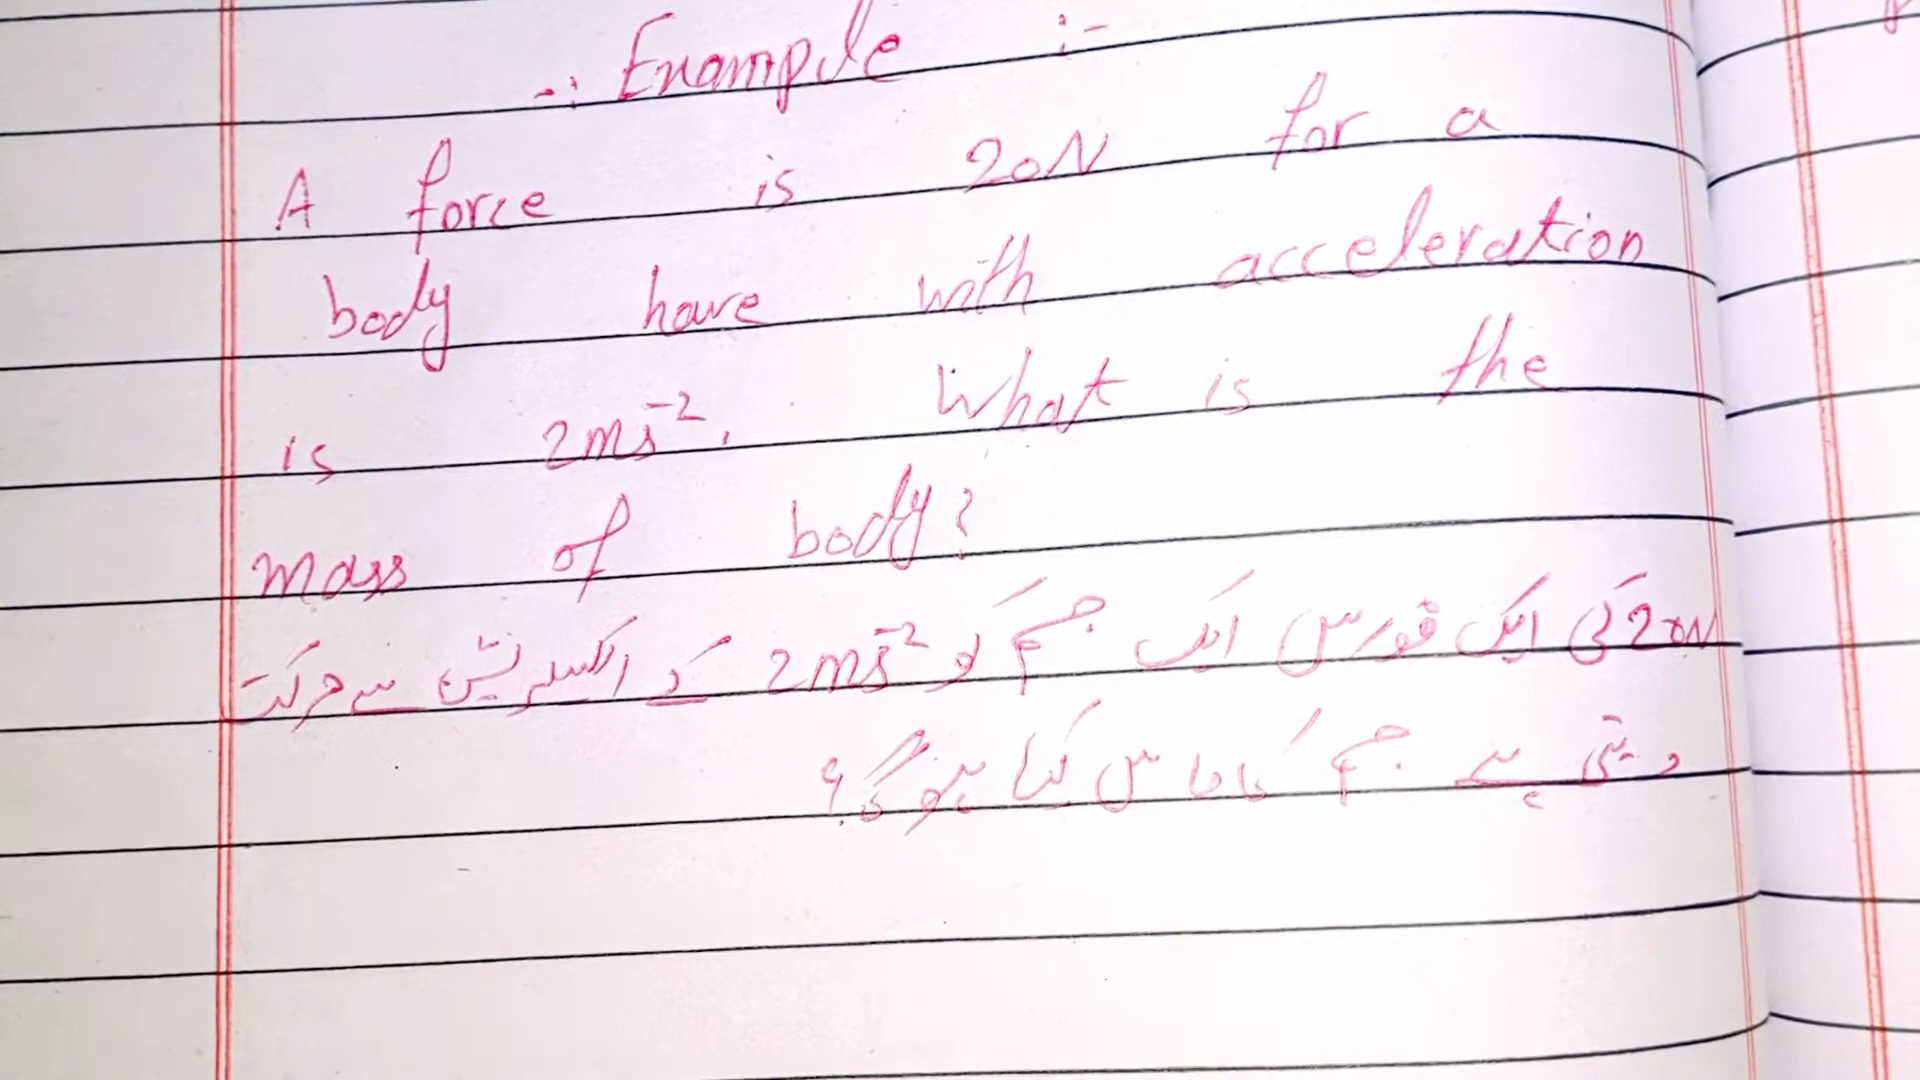 -: Example :-
A force is 20N for a
body have with acceleration
is 2ms⁻². What is the
mass of body?
20N کی ایک فورس ایک جسم کو 2ms⁻² کے ایکسلریشن سے حرکت
دیتی ہے جسم کا ماس کیا ہوگا؟